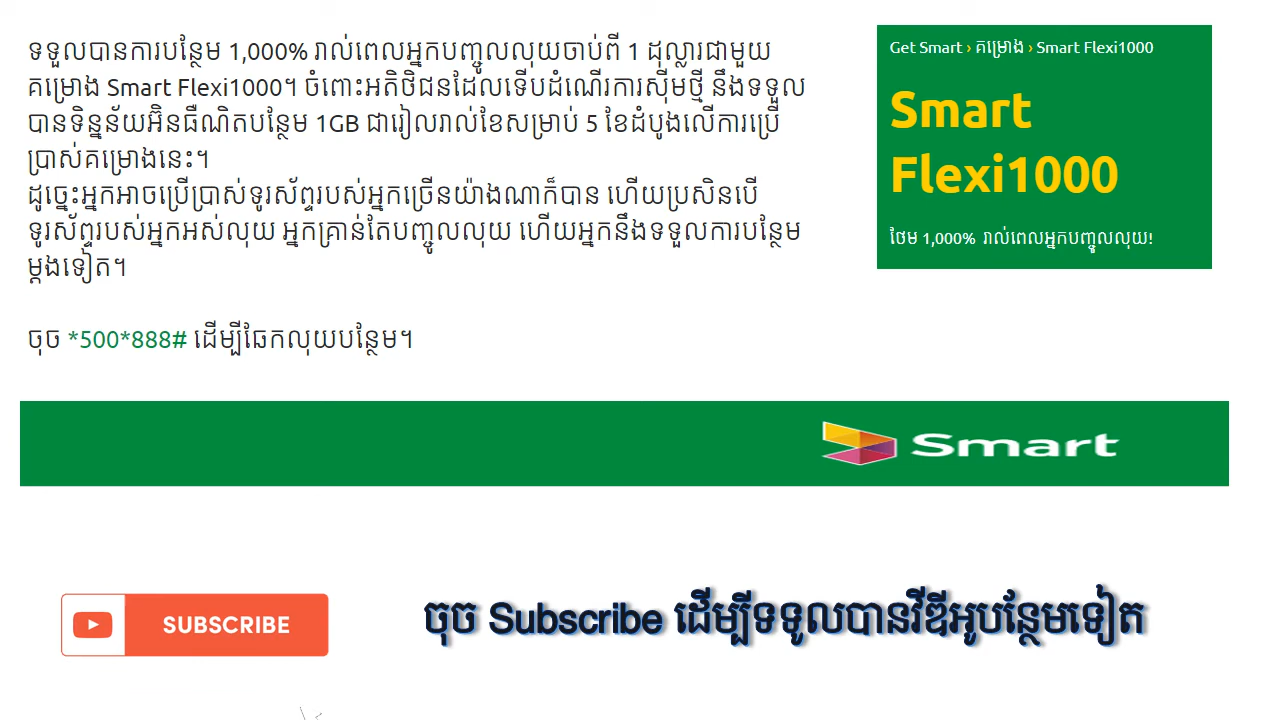 ទទួលបានការបន្ថែម 1,000% រាល់ពេលអ្នកបញ្ចូលលុយចាប់ពី 1 ដុល្លារជាមួយ
គម្រោង Smart Flexi1000។ ចំពោះអតិថិជនដែលទើបដំណើរការស៊ីមថ្មី នឹងទទួល
បានទិន្នន័យអ៊ិនធឺណិតបន្ថែម 1GB ជារៀលរាល់ខែសម្រាប់ 5 ខែដំបូងលើការប្រើ
ប្រាស់គម្រោងនេះ។
ដូច្នេះអ្នកអាចប្រើប្រាស់ទូរស័ព្ទរបស់អ្នកច្រើនយ៉ាងណាក៏បាន ហើយប្រសិនបើ
ទូរស័ព្ទរបស់អ្នកអស់លុយ អ្នកគ្រាន់តែបញ្ចូលលុយ ហើយអ្នកនឹងទទួលការបន្ថែម
ម្តងទៀត។
ចុច *500*888# ដើម្បីឆែកលុយបន្ថែម។
Get Smart › គម្រោង › Smart Flexi1000
Smart
Flexi1000
ថែម 1,000% រាល់ពេលអ្នកបញ្ចូលលុយ!
Smart
SUBSCRIBE
ចុច Subscribe ដើម្បីទទួលបានវីឌីអូបន្ថែមទៀត